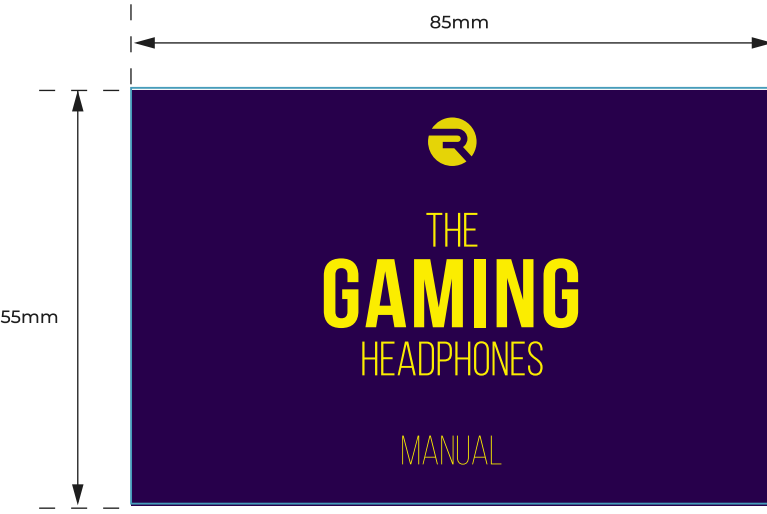 85mm
55mm
THE
GAMING
HEADPHONES
MANUAL